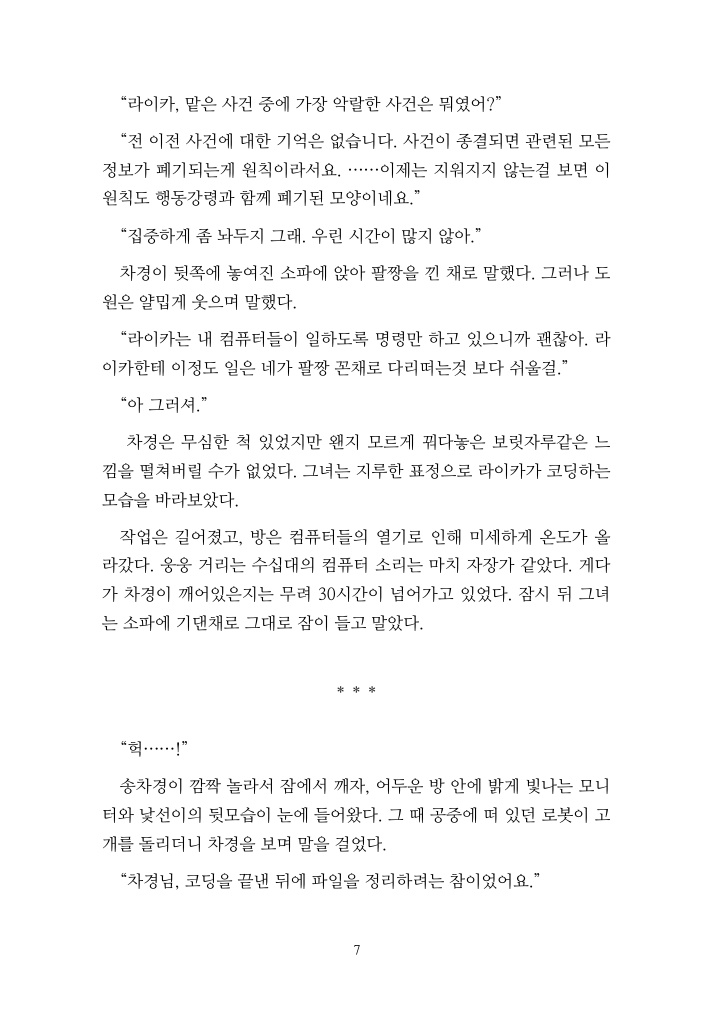 “라이카, 맡은 사건 중에 가장 악랄한 사건은 뭐였어?”
“전 이전 사건에 대한 기억은 없습니다. 사건이 종결되면 관련된 모든
정보가 폐기되는게 원칙이라서요. ……이제는 지워지지 않는걸 보면 이
원칙도 행동강령과 함께 폐기된 모양이네요.”
“집중하게 좀 놔두지 그래. 우린 시간이 많지 않아.”
차경이 뒷쪽에 놓여진 소파에 앉아 팔짱을 낀 채로 말했다. 그러나 도
원은 얄밉게 웃으며 말했다.
“라이카는 내 컴퓨터들이 일하도록 명령만 하고 있으니까 괜찮아. 라
이카한테 이정도 일은 네가 팔짱 꼰채로 다리떠는것 보다 쉬울걸.”
“아 그러셔.”
차경은 무심한 척 있었지만 왠지 모르게 꿔다놓은 보릿자루같은 느
낌을 떨쳐버릴 수가 없었다. 그녀는 지루한 표정으로 라이카가 코딩하는
모습을 바라보았다.
작업은 길어졌고, 방은 컴퓨터들의 열기로 인해 미세하게 온도가 올
라갔다. 웅웅 거리는 수십대의 컴퓨터 소리는 마치 자장가 같았다. 게다
가 차경이 깨어있은지는 무려 30시간이 넘어가고 있었다. 잠시 뒤 그녀
는 소파에 기댄채로 그대로 잠이 들고 말았다.
* * *
“헉……!”
송차경이 깜짝 놀라서 잠에서 깨자, 어두운 방 안에 밝게 빛나는 모니
터와 낯선이의 뒷모습이 눈에 들어왔다. 그 때 공중에 떠 있던 로봇이 고
개를 돌리더니 차경을 보며 말을 걸었다.
“차경님, 코딩을 끝낸 뒤에 파일을 정리하려는 참이었어요.”
7